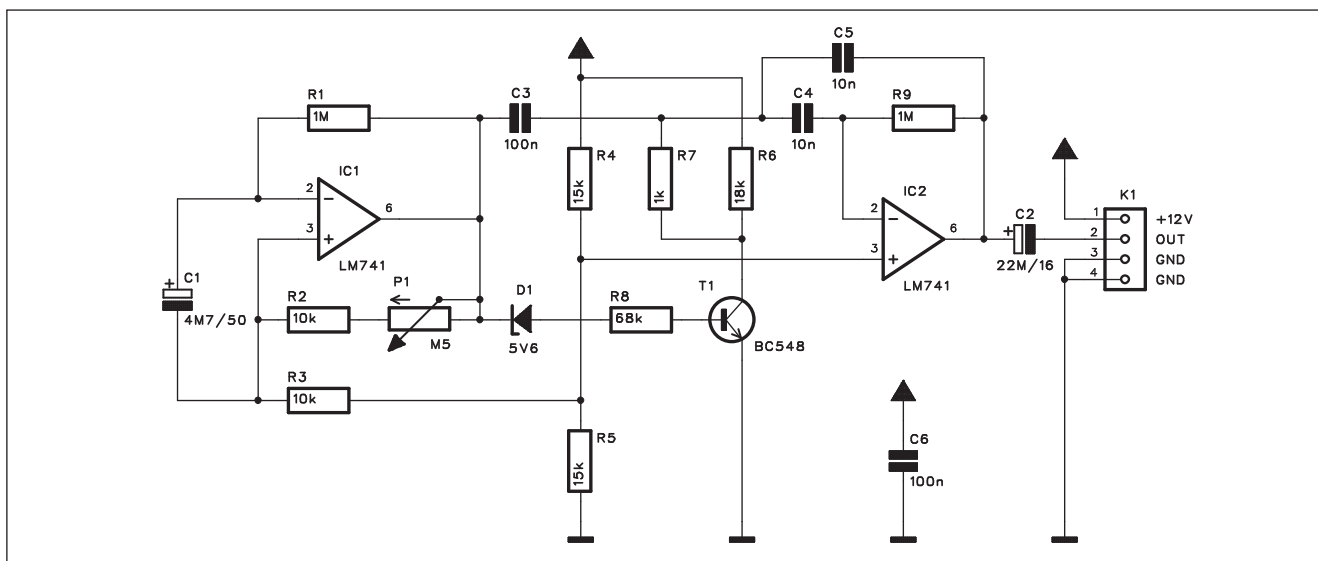 C5
10n
R1
1M
C3
100n
C4
10n
R9
1M
R4
15k
R7
1k
R6
18k
IC1
2
3
6
LM741
IC2
2
3
6
LM741
C2
22M/16
K1
1
2
3
4
+12V
OUT
GND
GND
C1
4M7/50
R2
10k
P1
M5
D1
5V6
R8
68k
T1
BC548
R3
10k
R5
15k
C6
100n